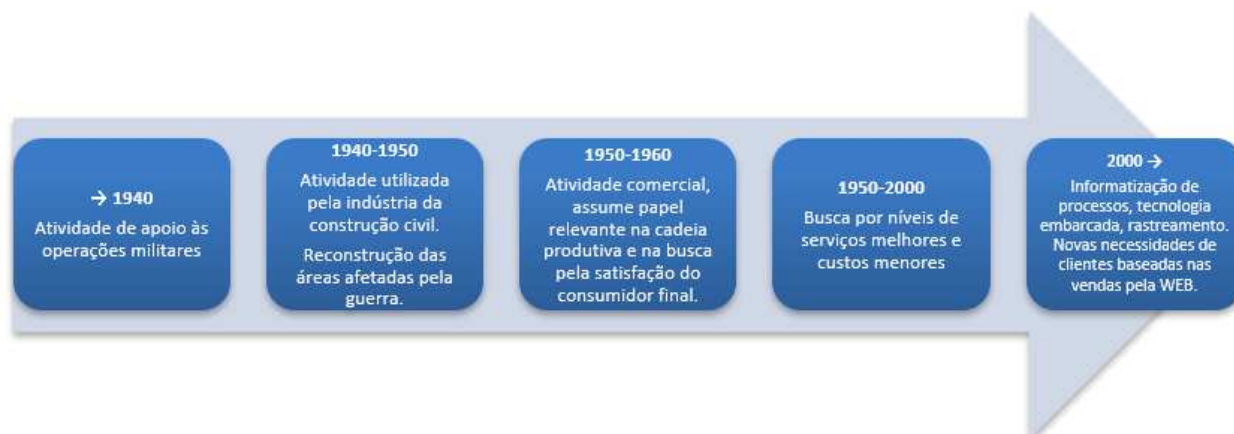 → 1940
Atividade de apoio às
operações militares
1940-1950
Atividade utilizada
pela indústria da
construção civil.
Reconstrução das
áreas afetadas pela
guerra.
1950-1960
Atividade comercial,
assume papel
relevante na cadeia
produtiva e na busca
pela satisfação do
consumidor final.
1950-2000
Busca por níveis de
serviços melhores e
custos menores
2000 →
Informatização de
processos, tecnologia
embarcada, rastreamento.
Novas necessidades de
clientes baseadas nas
vendas pela WEB.